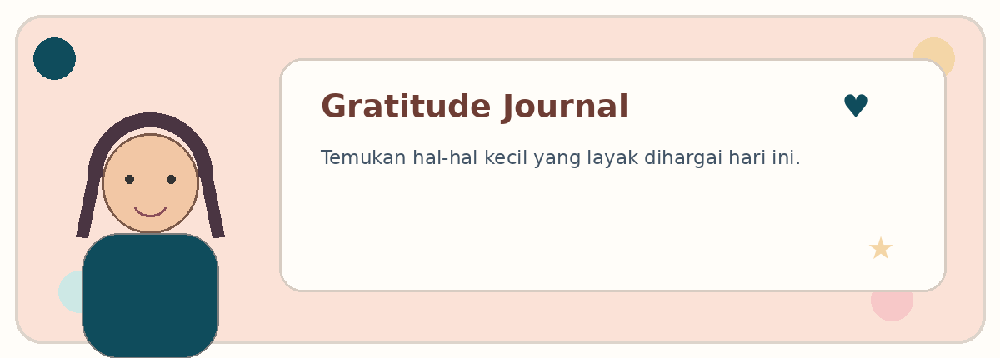 Gratitude Journal ♥
Temukan hal-hal kecil yang layak dihargai hari ini.
★